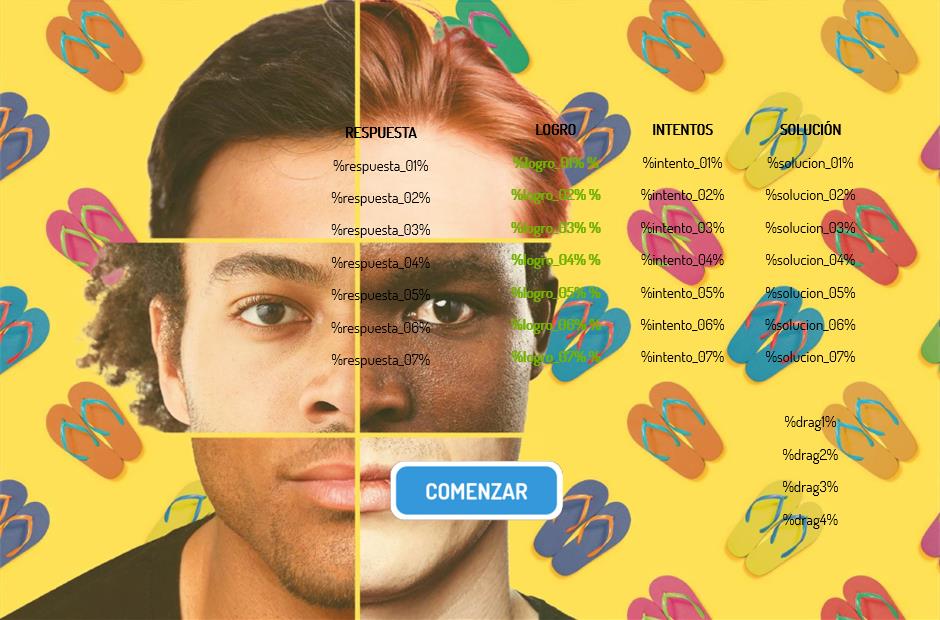 RESPUESTA LOGRO INTENTOS SOLUCIÓN
%respuesta_01% %logro_01% % %intento_01% %solucion_01%
%respuesta_02% %logro_02% % %intento_02% %solucion_02%
%respuesta_03% %logro_03% % %intento_03% %solucion_03%
%respuesta_04% %logro_04% % %intento_04% %solucion_04%
%respuesta_05% %logro_05% % %intento_05% %solucion_05%
%respuesta_06% %logro_06% % %intento_06% %solucion_06%
%respuesta_07% %logro_07% % %intento_07% %solucion_07%
%drag1%
%drag2%
%drag3%
COMENZAR
%drag4%